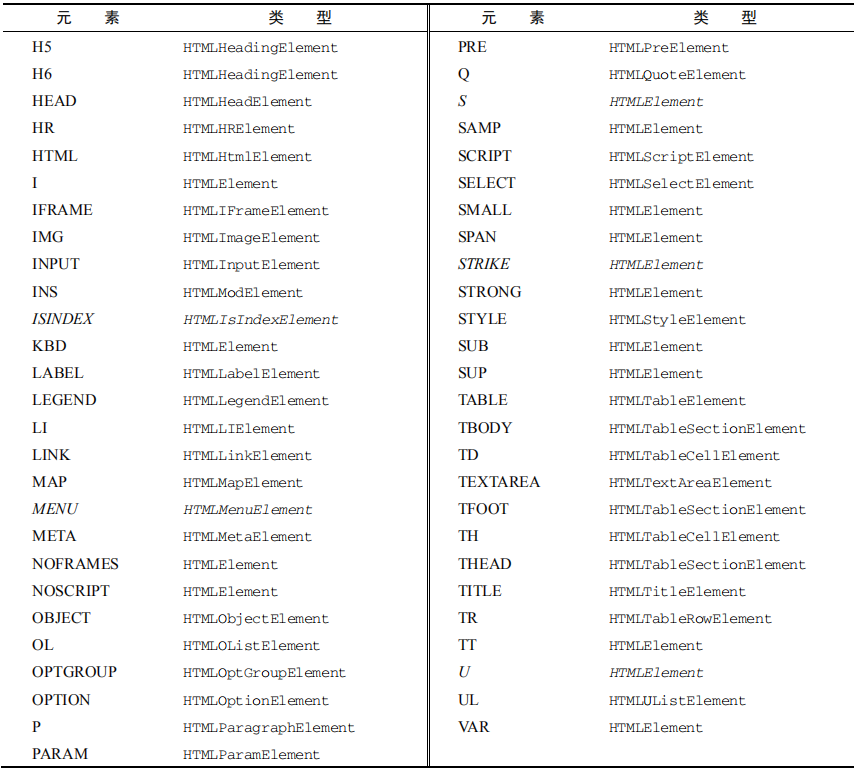 元 素 类 型 元 素 类 型
H5 HTMLHeadingElement PRE HTMLPreElement
H6 HTMLHeadingElement Q HTMLQuoteElement
HEAD HTMLHeadElement S HTMLElement
HR HTMLHRElement SAMP HTMLElement
HTML HTMLHtmlElement SCRIPT HTMLScriptElement
I HTMLElement SELECT HTMLSelectElement
IFRAME HTMLIFrameElement SMALL HTMLElement
IMG HTMLImageElement SPAN HTMLElement
INPUT HTMLInputElement STRIKE HTMLElement
INS HTMLModElement STRONG HTMLElement
ISINDEX HTMLIsIndexElement STYLE HTMLStyleElement
KBD HTMLElement SUB HTMLElement
LABEL HTMLLabelElement SUP HTMLElement
LEGEND HTMLLegendElement TABLE HTMLTableElement
LI HTMLLIElement TBODY HTMLTableSectionElement
LINK HTMLLinkElement TD HTMLTableCellElement
MAP HTMLMapElement TEXTAREA HTMLTextAreaElement
MENU HTMLMenuElement TFOOT HTMLTableSectionElement
META HTMLMetaElement TH HTMLTableCellElement
NOFRAMES HTMLElement THEAD HTMLTableSectionElement
NOSCRIPT HTMLElement TITLE HTMLTitleElement
OBJECT HTMLObjectElement TR HTMLTableRowElement
OL HTMLOListElement TT HTMLElement
OPTGROUP HTMLOptGroupElement U HTMLElement
OPTION HTMLOptionElement UL HTMLUListElement
P HTMLParagraphElement VAR HTMLElement
PARAM HTMLParamElement